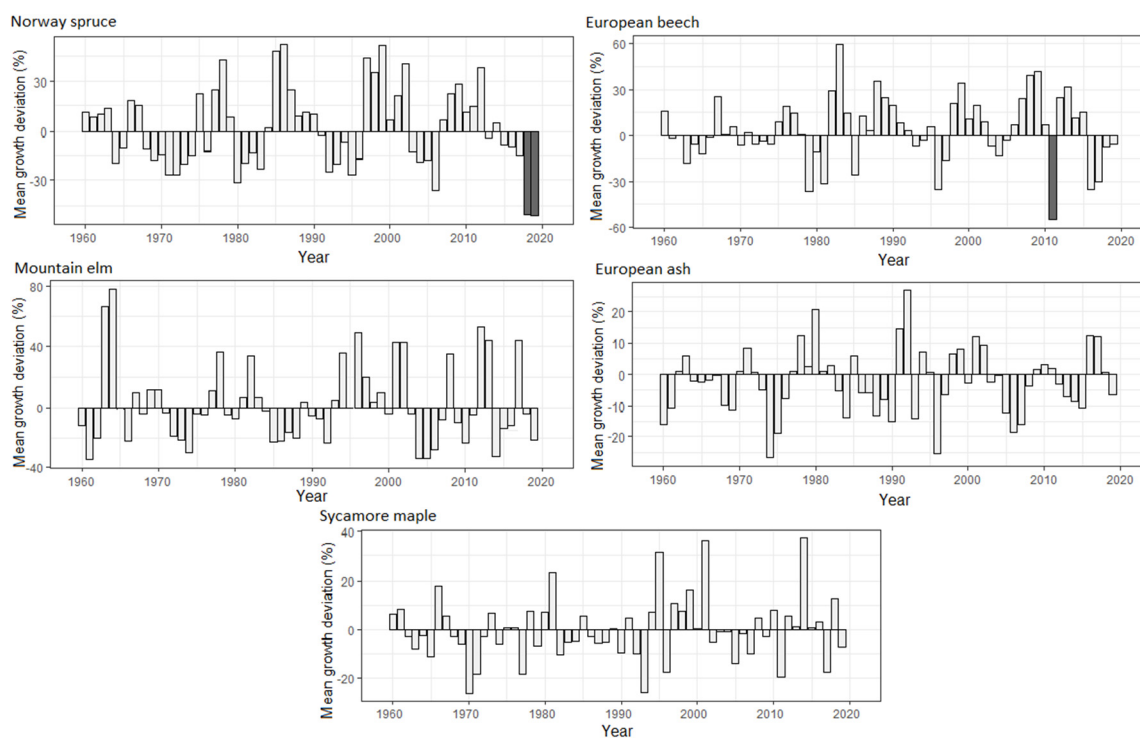 Norway spruce
Mean growth deviation (%)
30
0
-30
1960 1970 1980 1990 2000 2010 2020
Year
European beech
Mean growth deviation (%)
60
30
0
-30
-60
1960 1970 1980 1990 2000 2010 2020
Year
Mountain elm
Mean growth deviation (%)
80
40
0
-40
1960 1970 1980 1990 2000 2010 2020
Year
European ash
Mean growth deviation (%)
20
10
0
-10
-20
1960 1970 1980 1990 2000 2010 2020
Year
Sycamore maple
Mean growth deviation (%)
40
20
0
-20
1960 1970 1980 1990 2000 2010 2020
Year